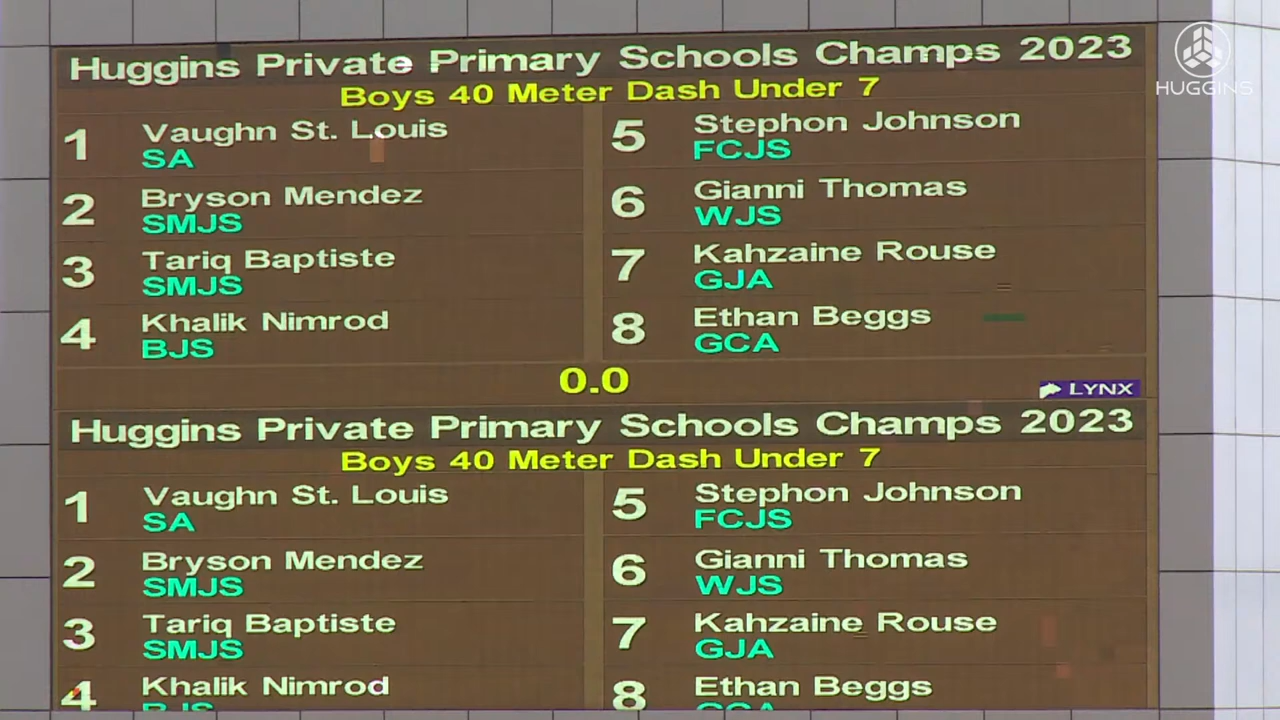 Huggins Private Primary Schools Champs 2023
HUGGINS
Boys 40 Meter Dash Under 7
1 Vaughn St. Louis
SA
2 Bryson Mendez
SMJS
3 Tariq Baptiste
SMJS
4 Khalik Nimrod
BJS
5 Stephon Johnson
FCJS
6 Gianni Thomas
WJS
7 Kahzaine Rouse
GJA
8 Ethan Beggs
GCA
0.0
LYNX
Huggins Private Primary Schools Champs 2023
Boys 40 Meter Dash Under 7
1 Vaughn St. Louis
SA
2 Bryson Mendez
SMJS
3 Tariq Baptiste
SMJS
4 Khalik Nimrod
BJS
5 Stephon Johnson
FCJS
6 Gianni Thomas
WJS
7 Kahzaine Rouse
GJA
8 Ethan Beggs
GCA